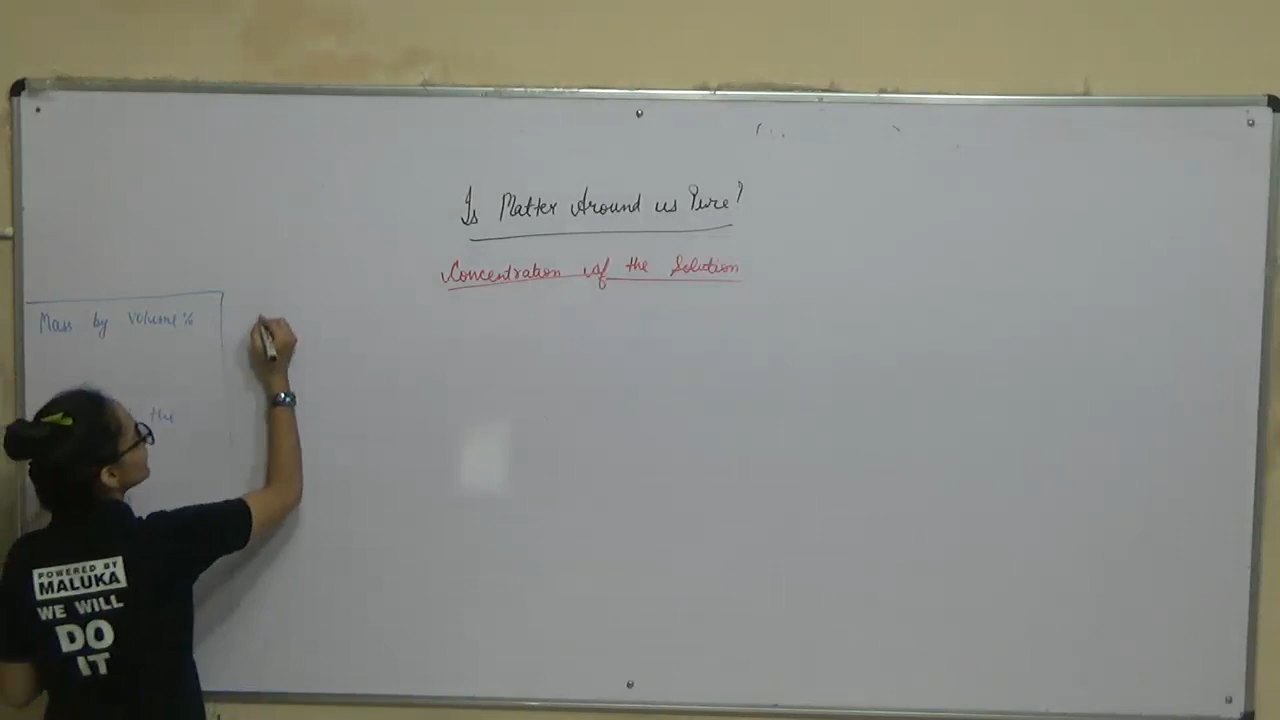 Is Matter Around us Pure?
Concentration of the Solution
Mass by Volume %
the
POWERED BY
MALUKA
WE WILL
DO
IT